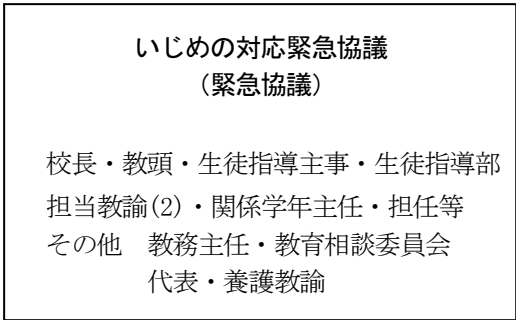 いじめの対応緊急協議
（緊急協議）
校長・教頭・生徒指導主事・生徒指導部
担当教諭(2)・関係学年主任・担任等
その他　教務主任・教育相談委員会
代表・養護教諭